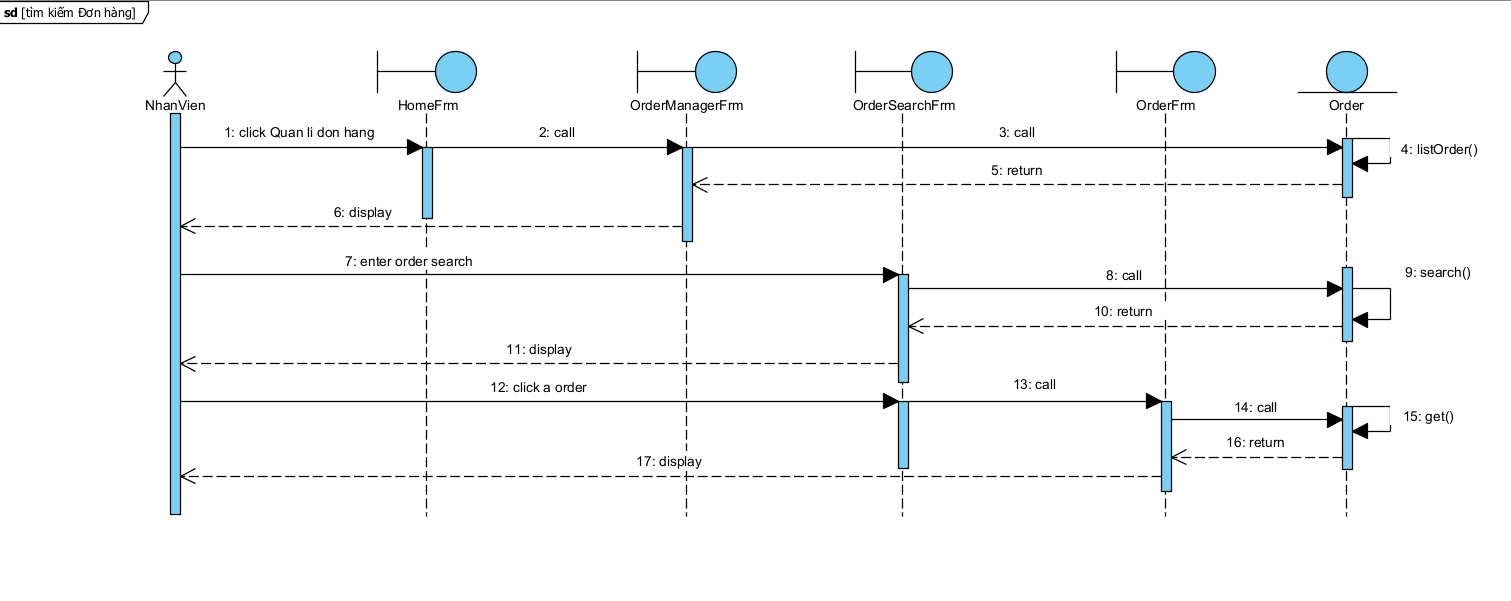 sd [tìm kiếm Đơn hàng]
NhanVien
HomeFrm
OrderManagerFrm
OrderSearchFrm
OrderFrm
Order
1: click Quan li don hang
2: call
3: call
4: listOrder()
5: return
6: display
7: enter order search
8: call
9: search()
10: return
11: display
12: click a order
13: call
14: call
15: get()
16: return
17: display